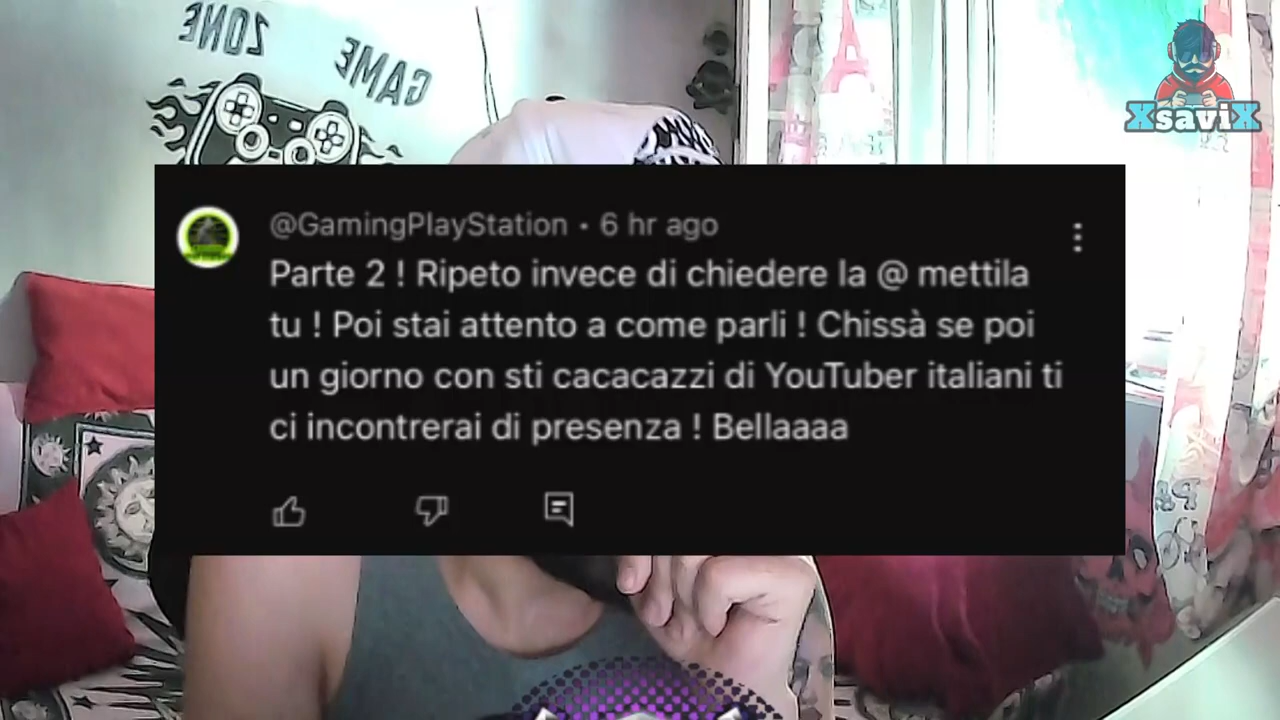 GAME ZONE
XsaviX
@GamingPlayStation • 6 hr ago
Parte 2 ! Ripeto invece di chiedere la @ mettila
tu ! Poi stai attento a come parli ! Chissà se poi
un giorno con sti cacacazzi di YouTuber italiani ti
ci incontrerai di presenza ! Bellaaaa